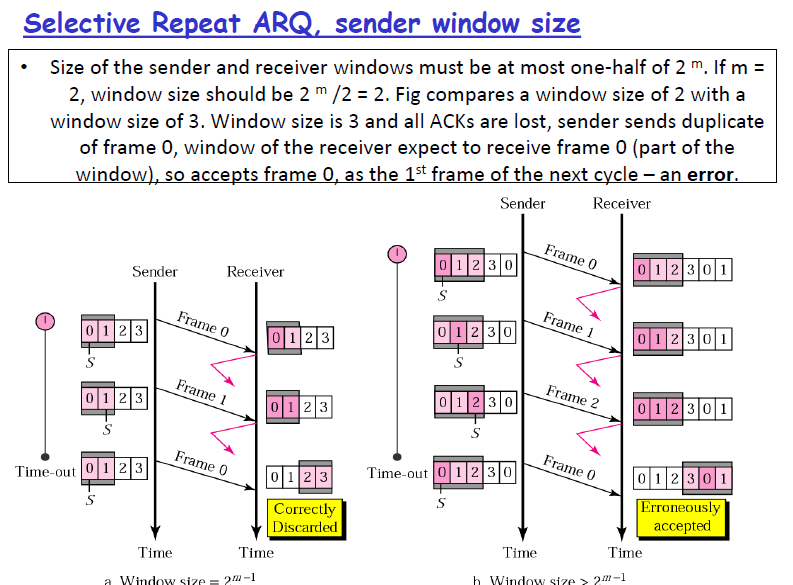 Selective Repeat ARQ, sender window size
• Size of the sender and receiver windows must be at most one-half of 2 ᵐ. If m =
2, window size should be 2 ᵐ /2 = 2. Fig compares a window size of 2 with a
window size of 3. Window size is 3 and all ACKs are lost, sender sends duplicate
of frame 0, window of the receiver expect to receive frame 0 (part of the
window), so accepts frame 0, as the 1ˢᵗ frame of the next cycle – an error.
Sender Receiver
0 1 2 3
S
Frame 0
0 1 2 3
0 1 2 3
S
Frame 1
0 1 2 3
Time-out
0 1 2 3
S
Frame 0
0 1 2 3
Correctly
Discarded
Time Time
a. Window size = 2ᵐ⁻¹
Sender Receiver
0 1 2 3 0
S
Frame 0
0 1 2 3 0 1
0 1 2 3 0
S
Frame 1
0 1 2 3 0 1
0 1 2 3 0
S
Frame 2
0 1 2 3 0 1
Time-out
0 1 2 3 0
S
Frame 0
0 1 2 3 0 1
Erroneously
accepted
Time Time
b. Window size > 2ᵐ⁻¹